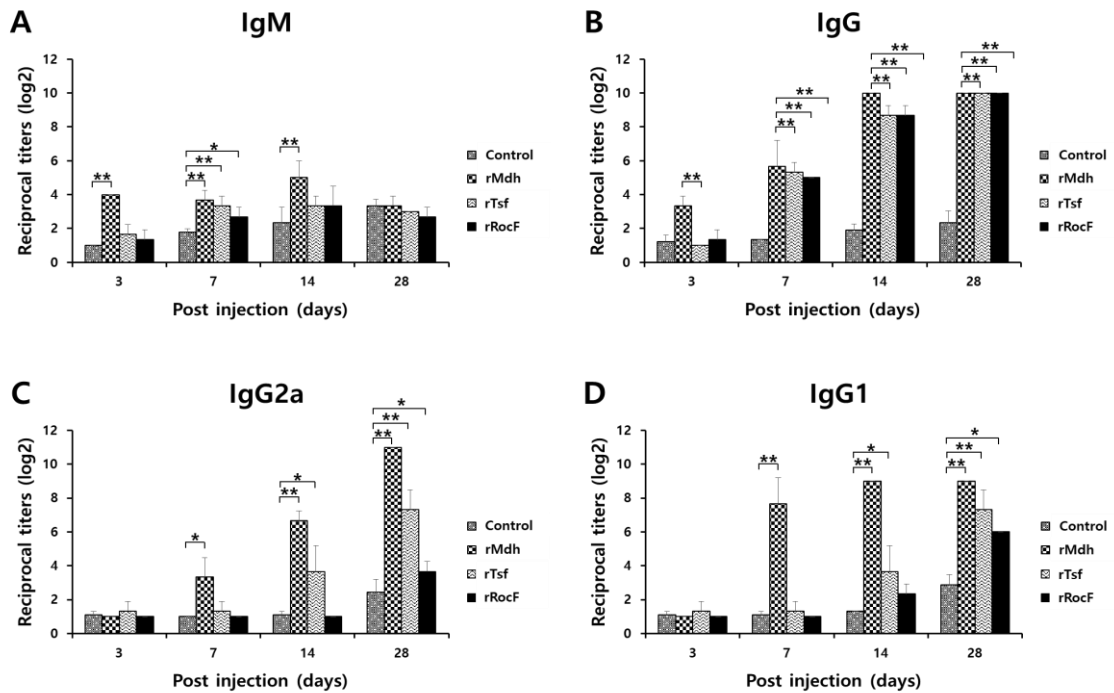 A
IgM
Reciprocal titers (log2)
12
10
8
6
4
2
0
**
**
**
*
**
3
7
14
28
Post injection (days)
Control
rMdh
rTsf
rRocF
B
IgG
Reciprocal titers (log2)
12
10
8
6
4
2
0
**
**
**
**
**
**
**
**
**
**
3
7
14
28
Post injection (days)
Control
rMdh
rTsf
rRocF
C
IgG2a
Reciprocal titers (log2)
12
10
8
6
4
2
0
*
*
**
*
**
**
3
7
14
28
Post injection (days)
Control
rMdh
rTsf
rRocF
D
IgG1
Reciprocal titers (log2)
12
10
8
6
4
2
0
**
*
**
*
**
**
3
7
14
28
Post injection (days)
Control
rMdh
rTsf
rRocF